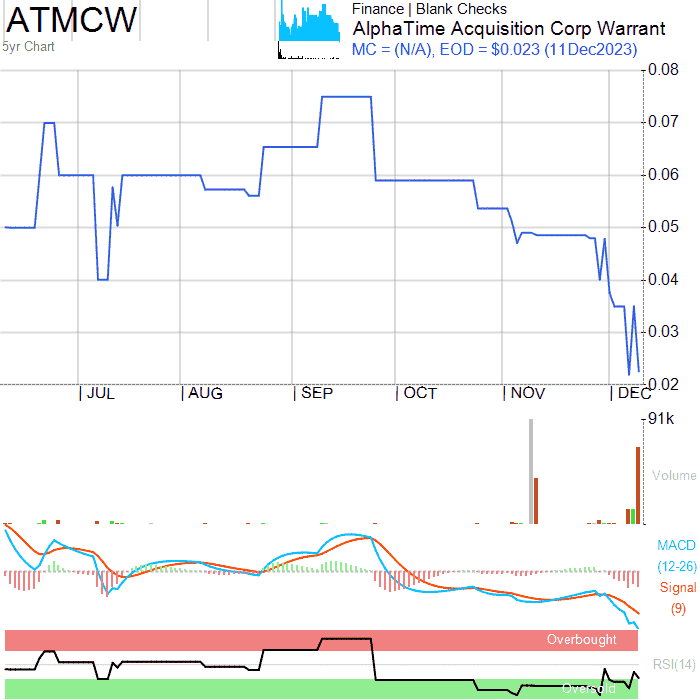 ATMCW
5yr Chart
Finance | Blank Checks
AlphaTime Acquisition Corp Warrant
MC = (N/A), EOD = $0.023 (11Dec2023)
0.08
0.07
0.06
0.05
0.04
0.03
0.02
JUL AUG SEP OCT NOV DEC
91k
Volume
MACD
(12-26)
Signal
(9)
Overbought
RSI(14)
Oversold